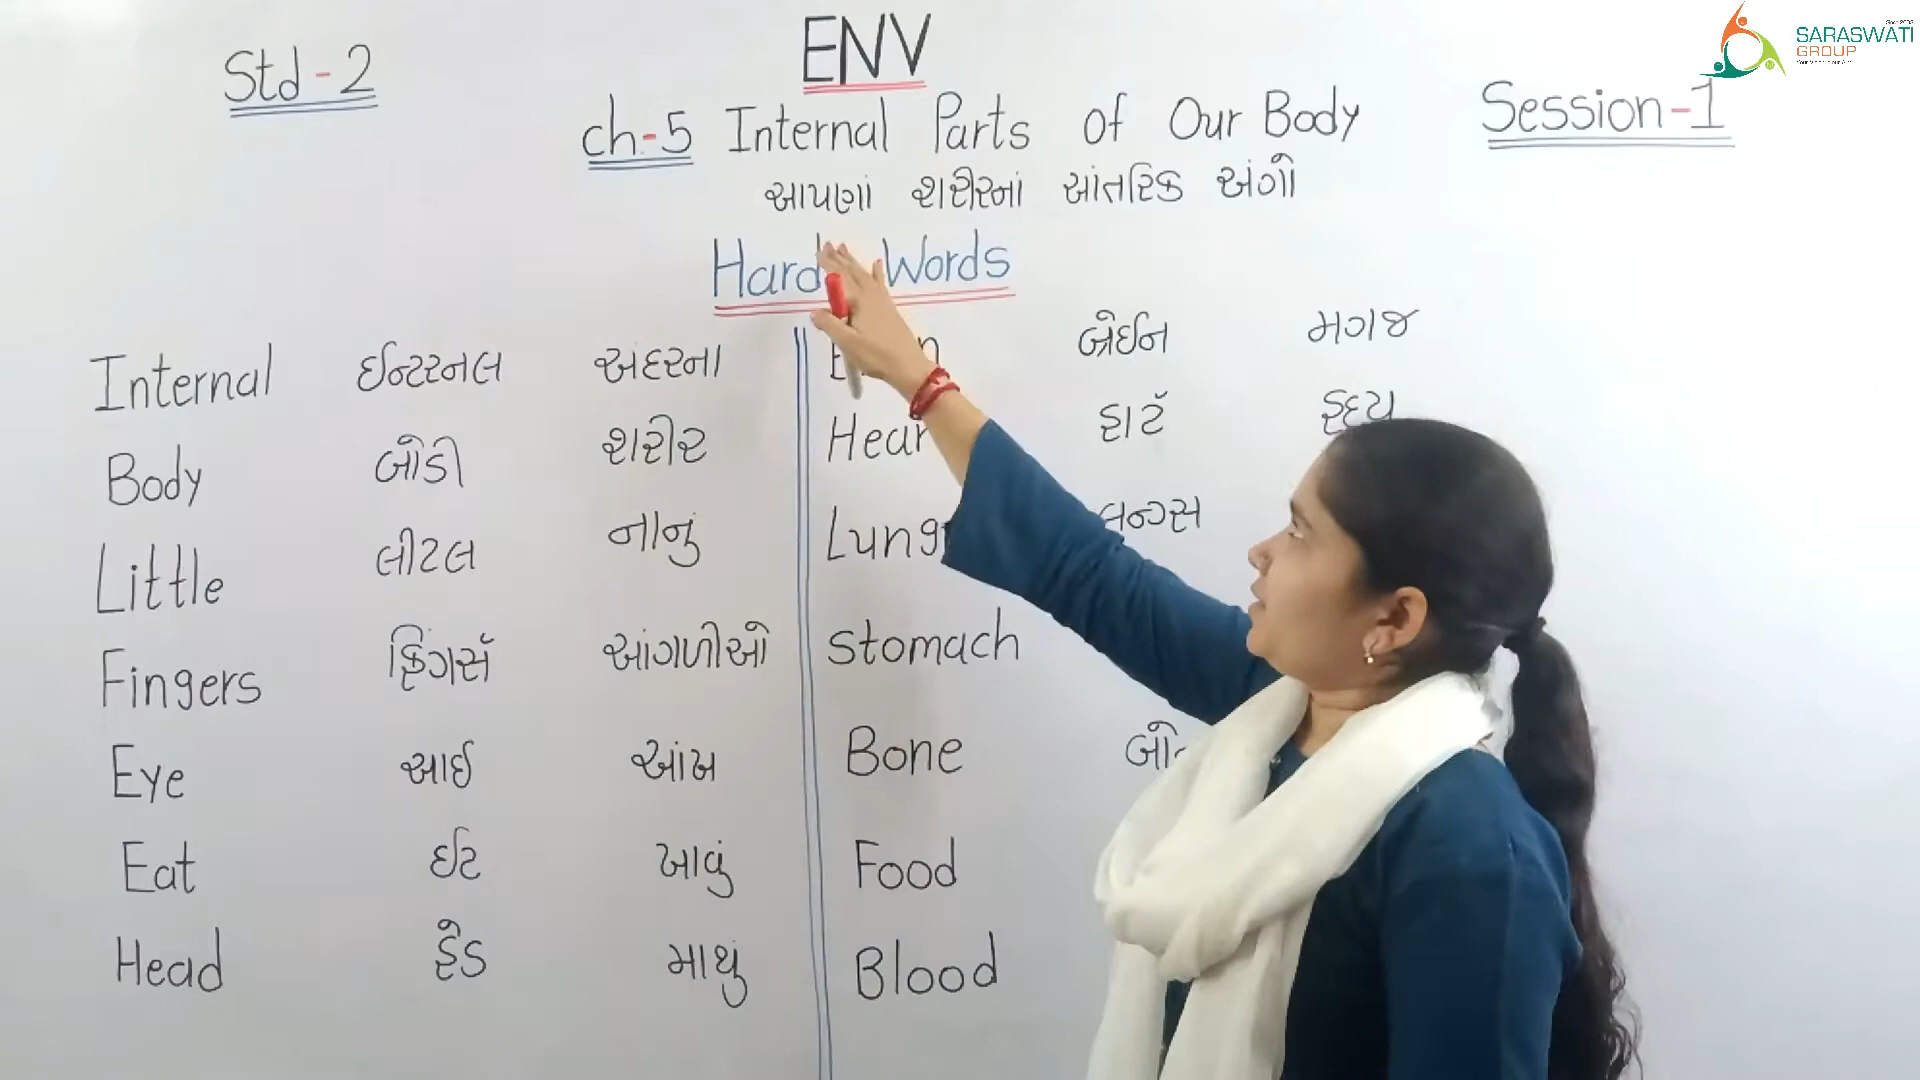 SARASWATI
GROUP
Std-2
ENV
Session-1
ch-5 Internal Parts of Our Body
આપણાં શરીરનાં આંતરિક અંગો
Hard Words
Internal ઈન્ટરનલ અંદરના
Body બોડી શરીર
Little લીટલ નાનું
Fingers ફિંગર્સ આંગળીઓ
Eye આઈ આંખ
Eat ઈટ ખાવું
Head હેડ માથું
બ્રેઈન મગજ
હાર્ટ હૃદય
લન્ગ્સ
Stomach
Bone
Food
Blood